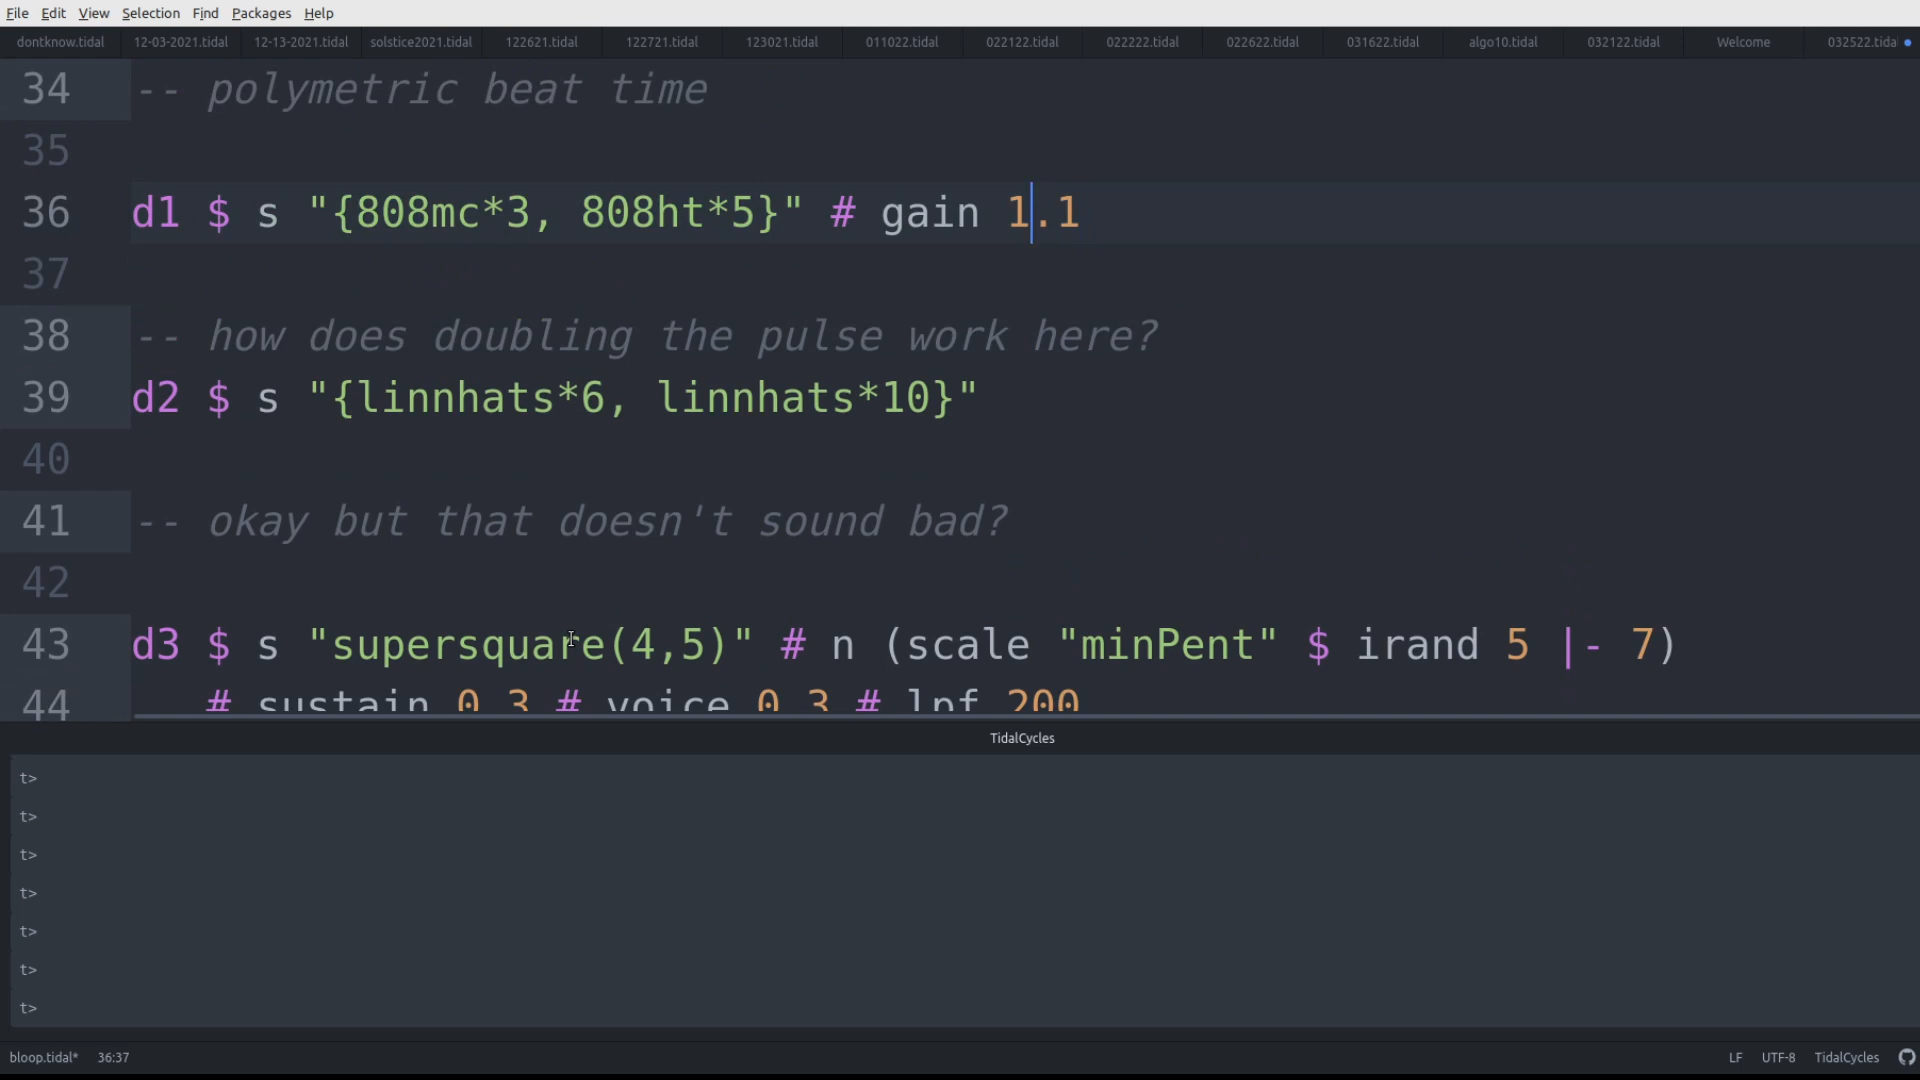 File Edit View Selection Find Packages Help
dontknow.tidal 12-03-2021.tidal 12-13-2021.tidal solstice2021.tidal 122621.tidal 122721.tidal 123021.tidal 011022.tidal 022122.tidal 022222.tidal 022622.tidal 031622.tidal algo10.tidal 032122.tidal Welcome 032522.tidal
34 -- polymetric beat time
35
36 d1 $ s "{808mc*3, 808ht*5}" # gain 1.1
37
38 -- how does doubling the pulse work here?
39 d2 $ s "{linnhats*6, linnhats*10}"
40
41 -- okay but that doesn't sound bad?
42
43 d3 $ s "supersquare(4,5)" # n (scale "minPent" $ irand 5 |- 7)
44 # sustain 0.3 # voice 0.3 # lpf 200
TidalCycles
t>
t>
t>
t>
t>
t>
t>
bloop.tidal* 36:37 LF UTF-8 TidalCycles